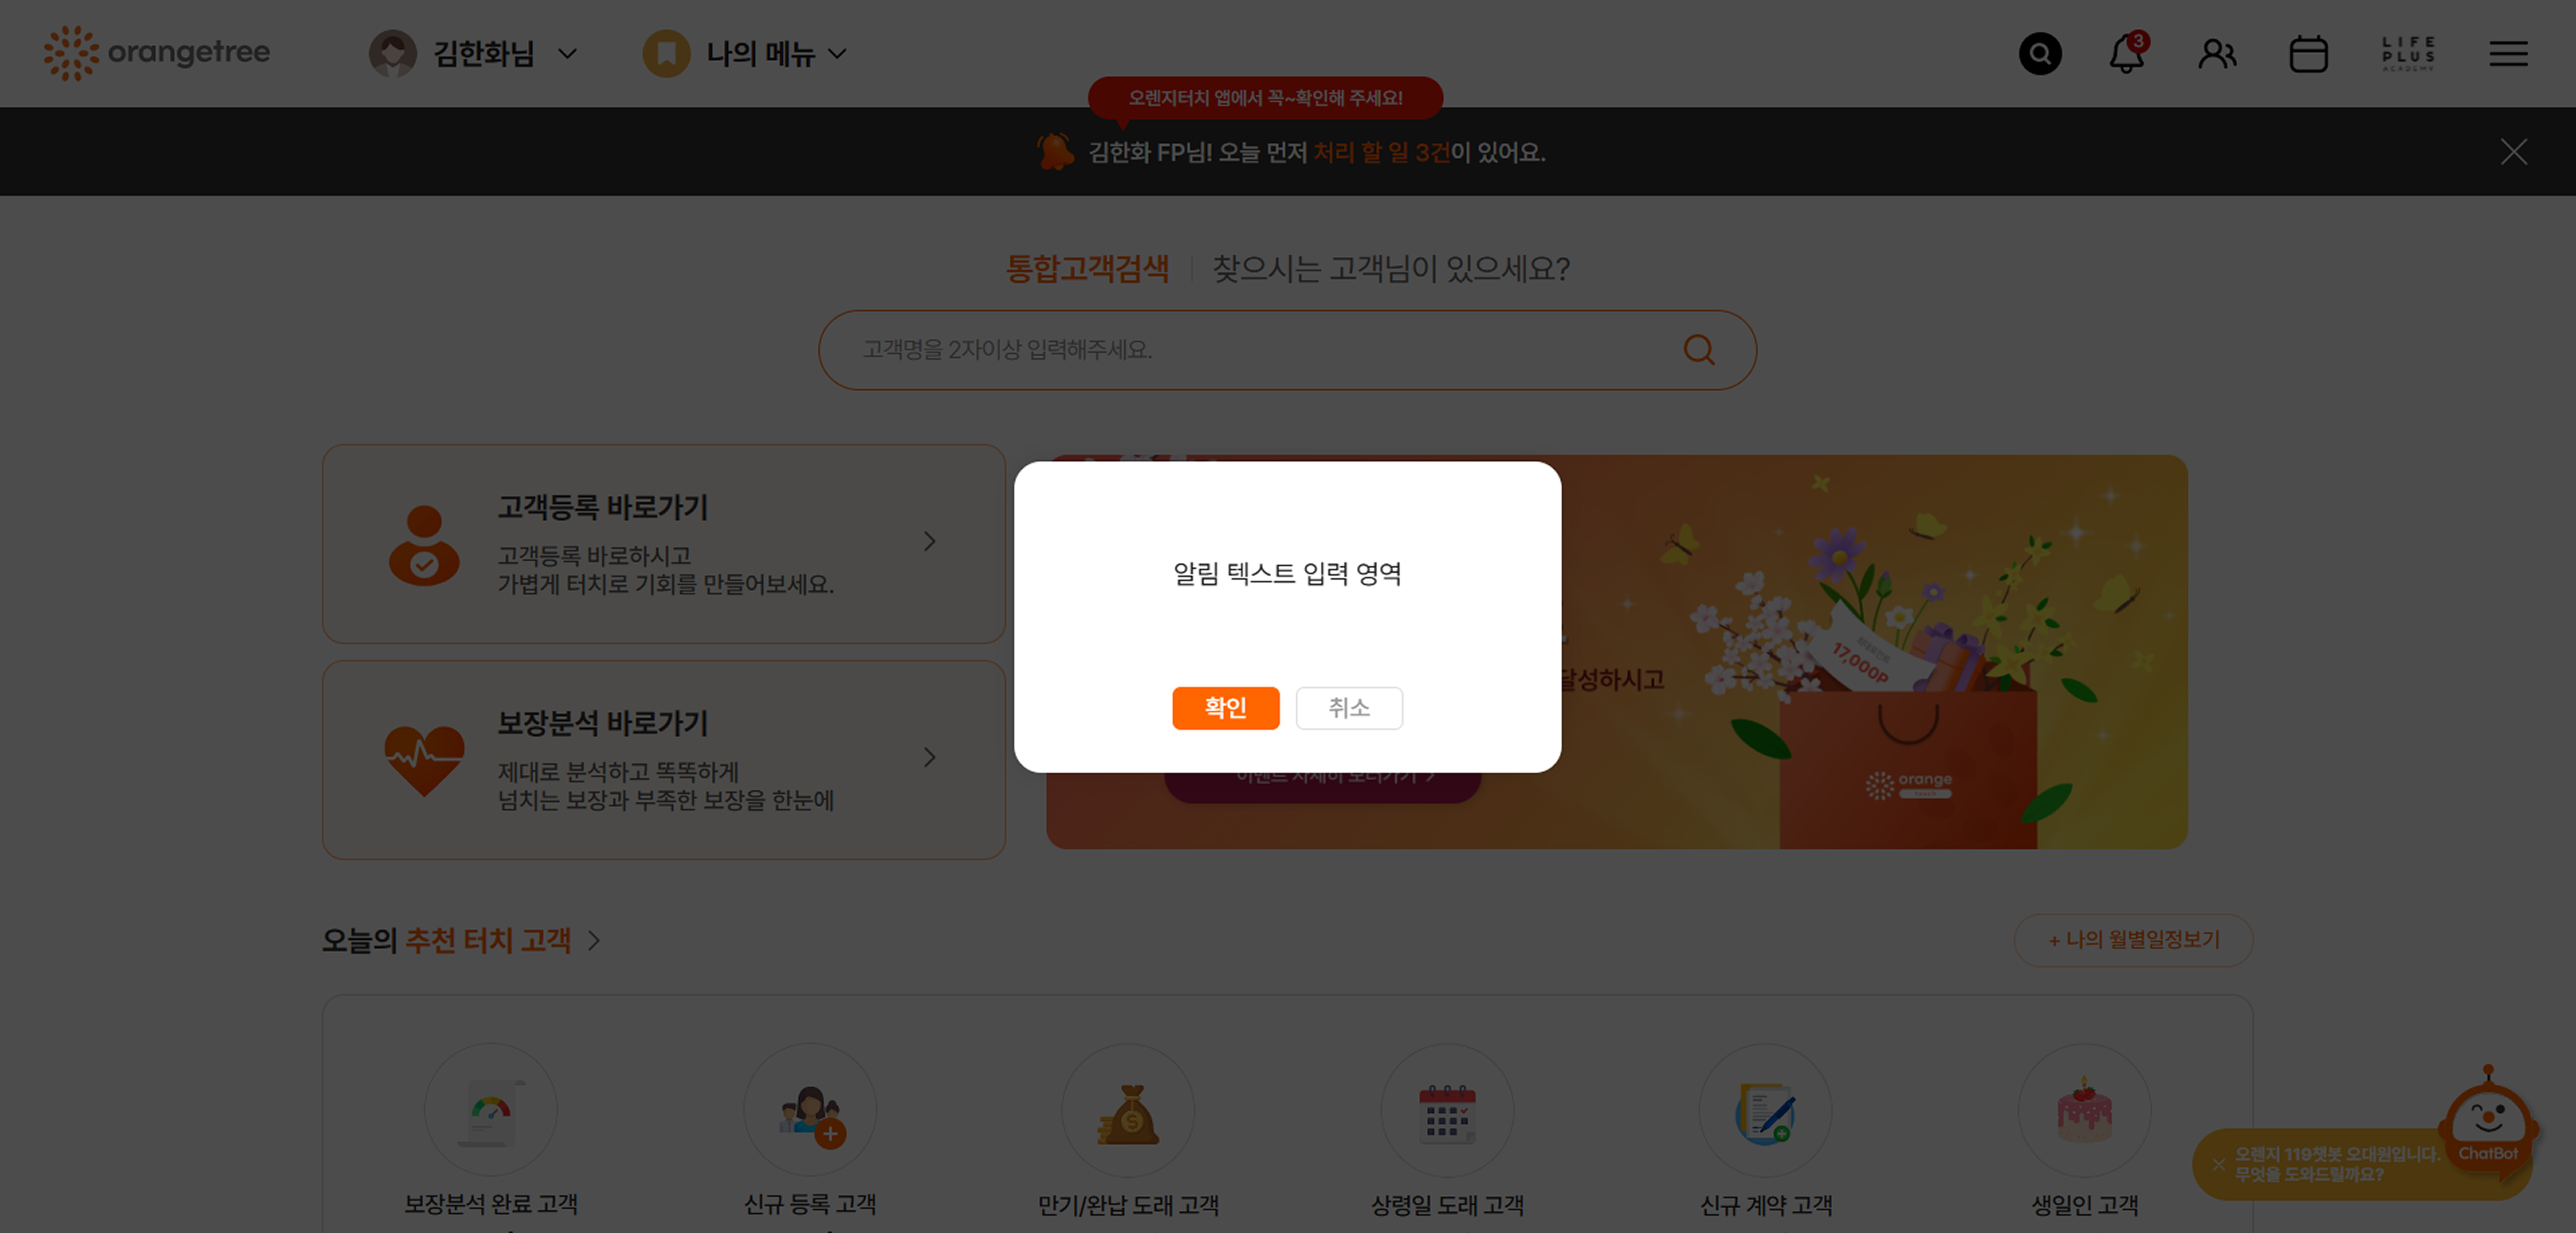 orangetree
김한화님
나의 메뉴
3
LIFE
PLUS
ACADEMY
오렌지터치 앱에서 꼭~확인해 주세요!
김한화 FP님! 오늘 먼저 처리 할 일 3건이 있어요.
통합고객검색
찾으시는 고객님이 있으세요?
고객명을 2자이상 입력해주세요.
고객등록 바로가기
고객등록 바로하시고
가볍게 터치로 기회를 만들어보세요.
보장분석 바로가기
제대로 분석하고 똑똑하게
넘치는 보장과 부족한 보장을 한눈에
알림 텍스트 입력 영역
확인
취소
달성하시고
17,000P
orange
이벤트 자세히 보러가기
오늘의 추천 터치 고객
+ 나의 월별일정보기
보장분석 완료 고객
신규 등록 고객
만기/완납 도래 고객
상령일 도래 고객
신규 계약 고객
생일인 고객
오렌지 119챗봇 오대원입니다.
무엇을 도와드릴까요?
ChatBot